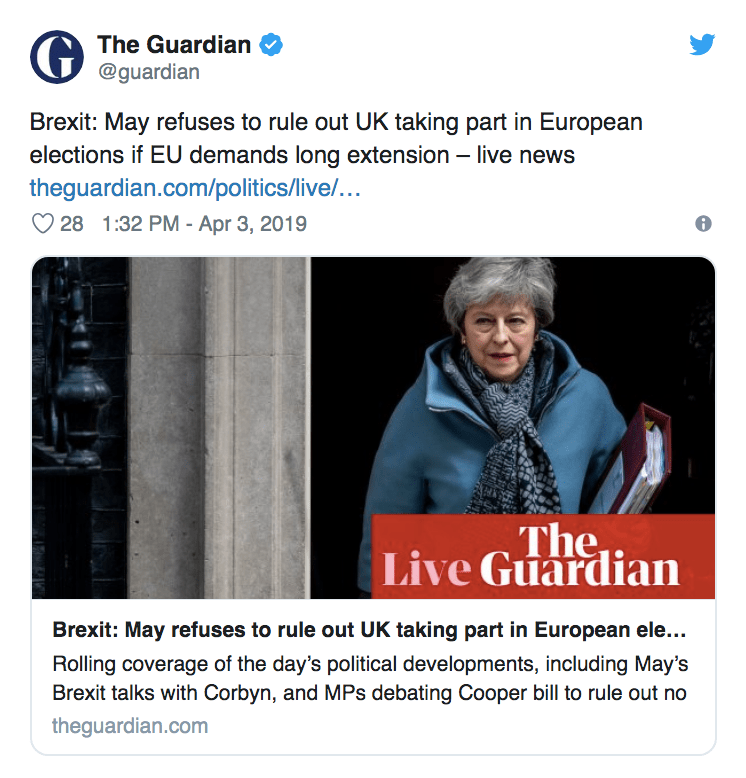 The Guardian
@guardian
Brexit: May refuses to rule out UK taking part in European
elections if EU demands long extension – live news
theguardian.com/politics/live/…
28 1:32 PM - Apr 3, 2019
Live The Guardian
Brexit: May refuses to rule out UK taking part in European ele…
Rolling coverage of the day’s political developments, including May’s
Brexit talks with Corbyn, and MPs debating Cooper bill to rule out no
theguardian.com